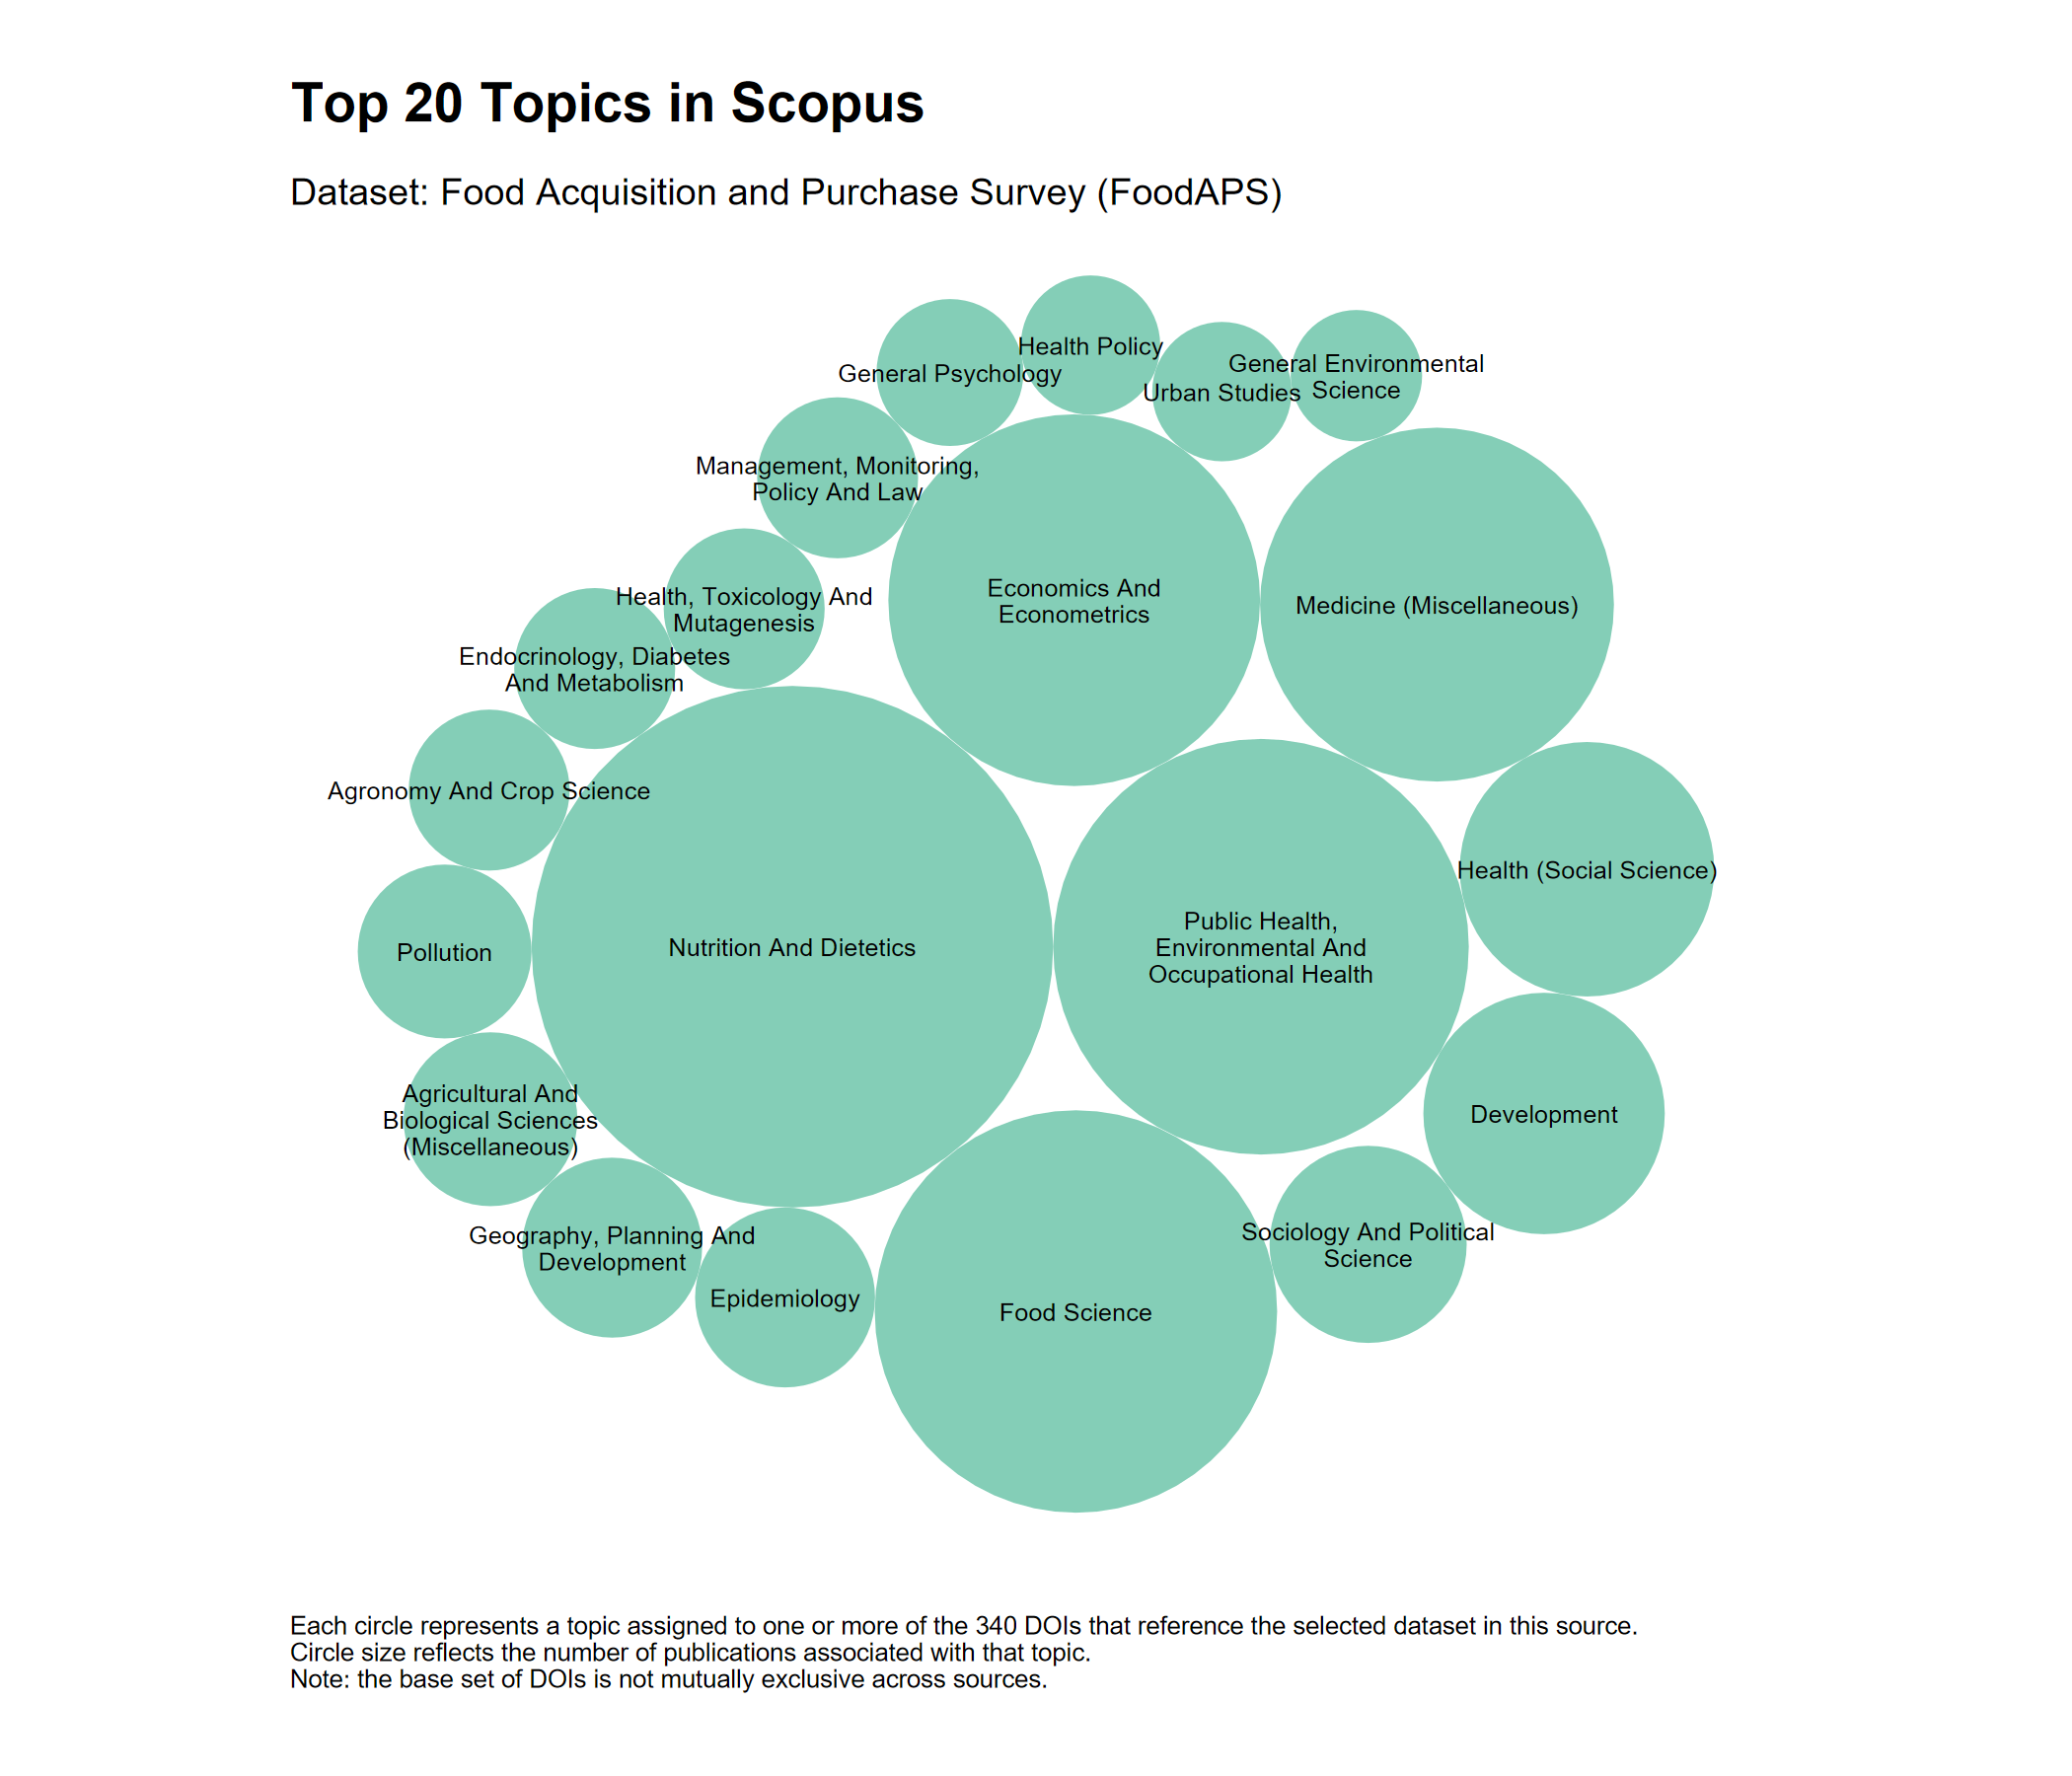 Top 20 Topics in Scopus
Dataset: Food Acquisition and Purchase Survey (FoodAPS)
Health Policy
General Psychology
General Environmental
Science
Urban Studies
Management, Monitoring,
Policy And Law
Economics And
Econometrics
Medicine (Miscellaneous)
Health, Toxicology And
Mutagenesis
Endocrinology, Diabetes
And Metabolism
Agronomy And Crop Science
Health (Social Science)
Pollution
Nutrition And Dietetics
Public Health,
Environmental And
Occupational Health
Agricultural And
Biological Sciences
(Miscellaneous)
Development
Geography, Planning And
Development
Epidemiology
Food Science
Sociology And Political
Science
Each circle represents a topic assigned to one or more of the 340 DOIs that reference the selected dataset in this source.
Circle size reflects the number of publications associated with that topic.
Note: the base set of DOIs is not mutually exclusive across sources.